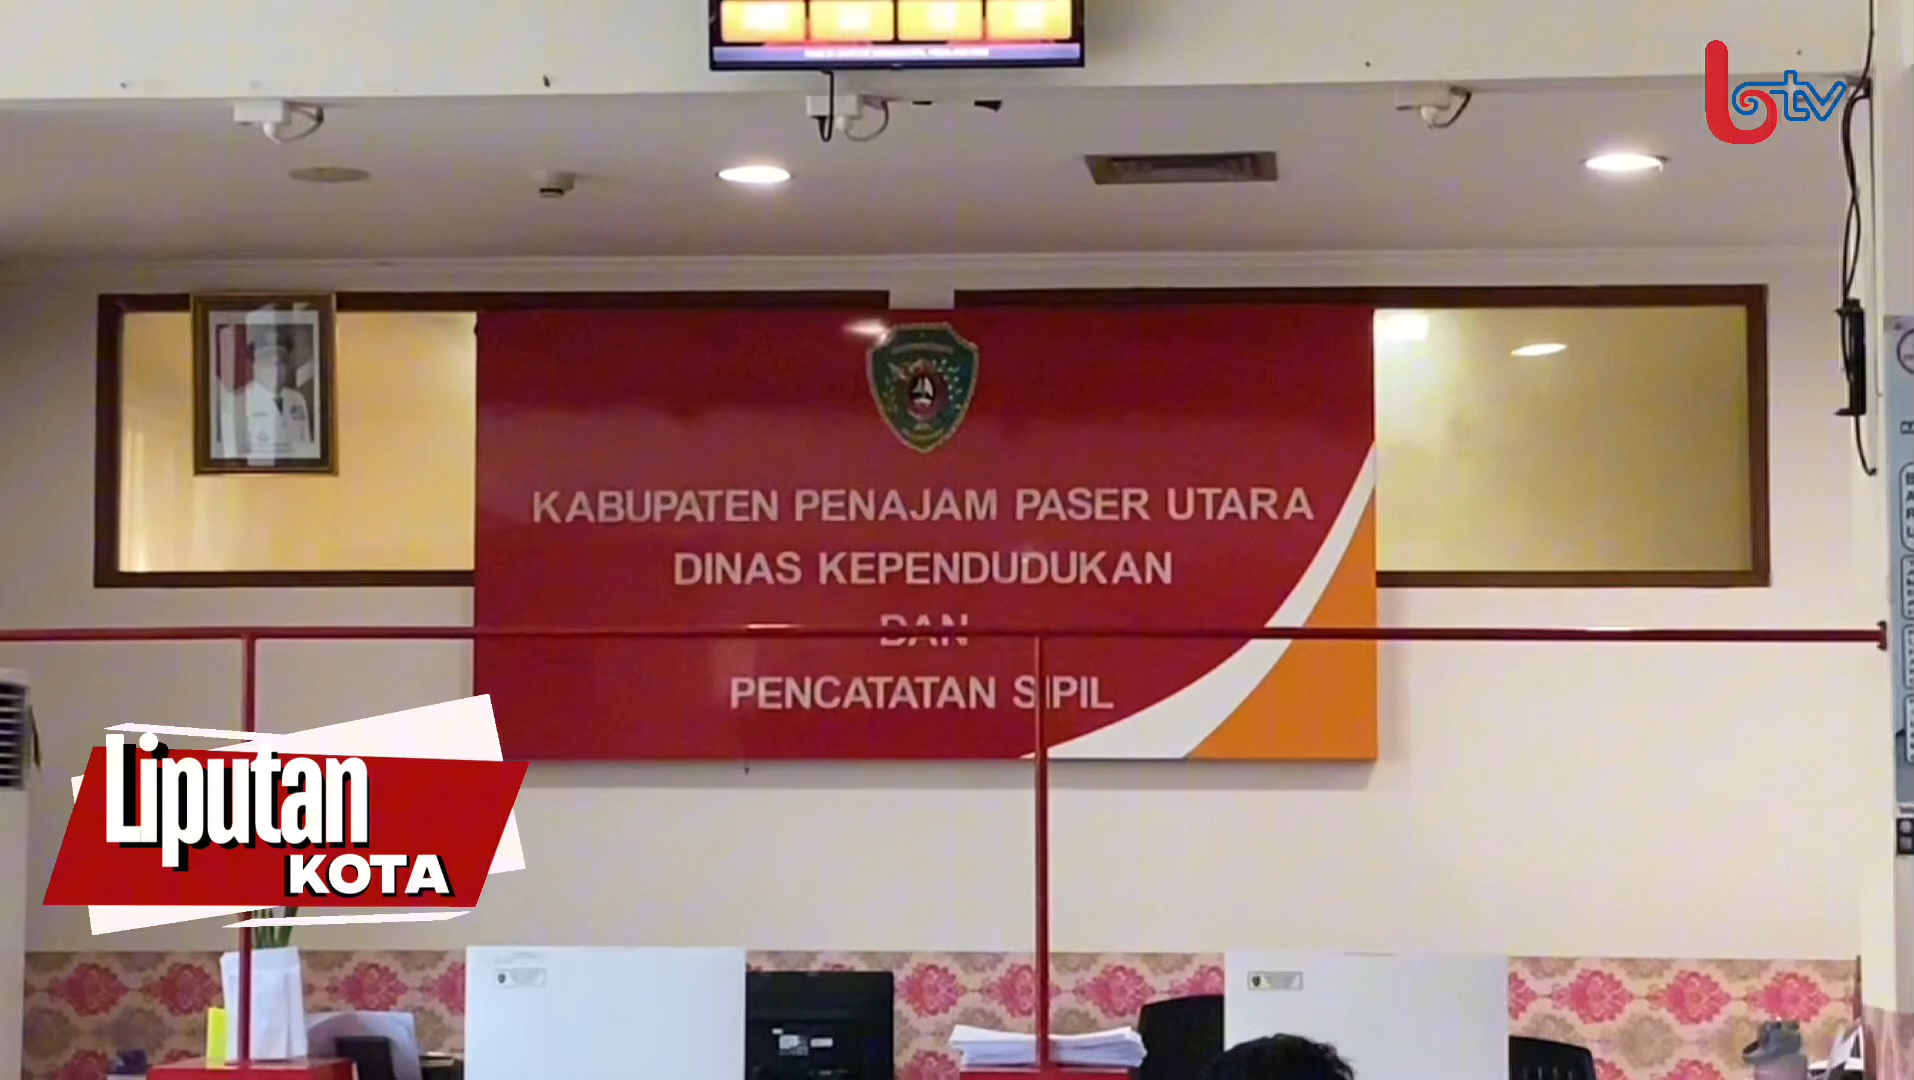 btv
KABUPATEN PENAJAM PASER UTARA
DINAS KEPENDUDUKAN
DAN
PENCATATAN SIPIL
Liputan
KOTA